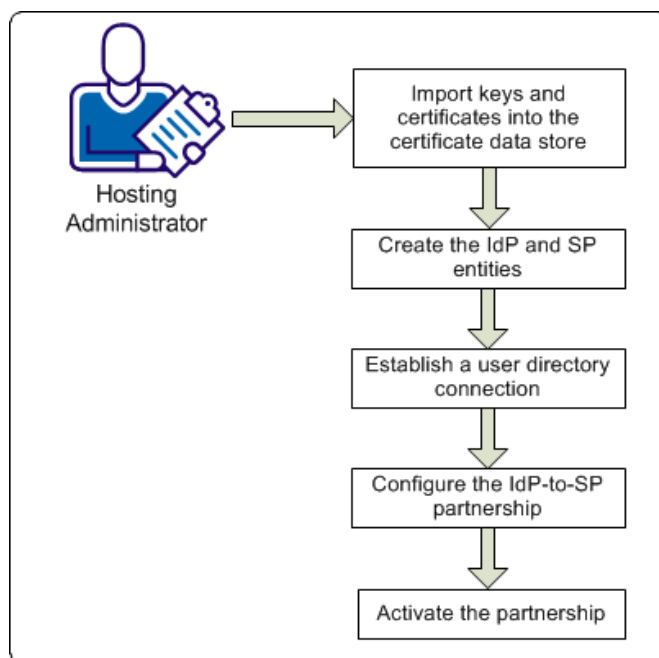 Hosting
Administrator
Import keys and
certificates into the
certificate data store
Create the IdP and SP
entities
Establish a user directory
connection
Configure the IdP-to-SP
partnership
Activate the partnership